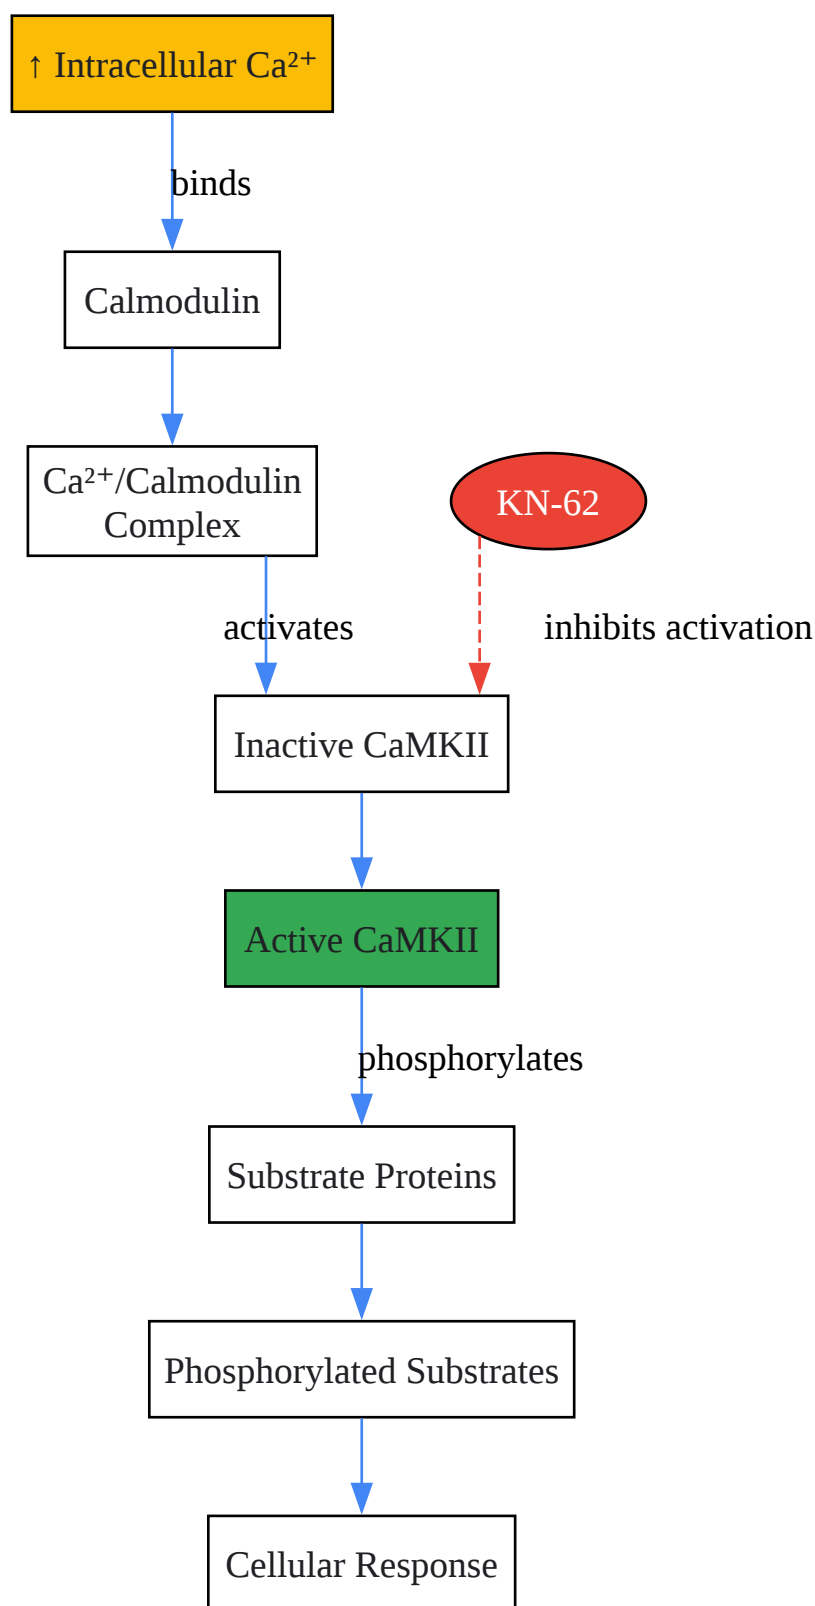 ↑ Intracellular Ca²⁺
binds
Calmodulin
Ca²⁺/Calmodulin
Complex
KN-62
activates
inhibits activation
Inactive CaMKII
Active CaMKII
phosphorylates
Substrate Proteins
Phosphorylated Substrates
Cellular Response